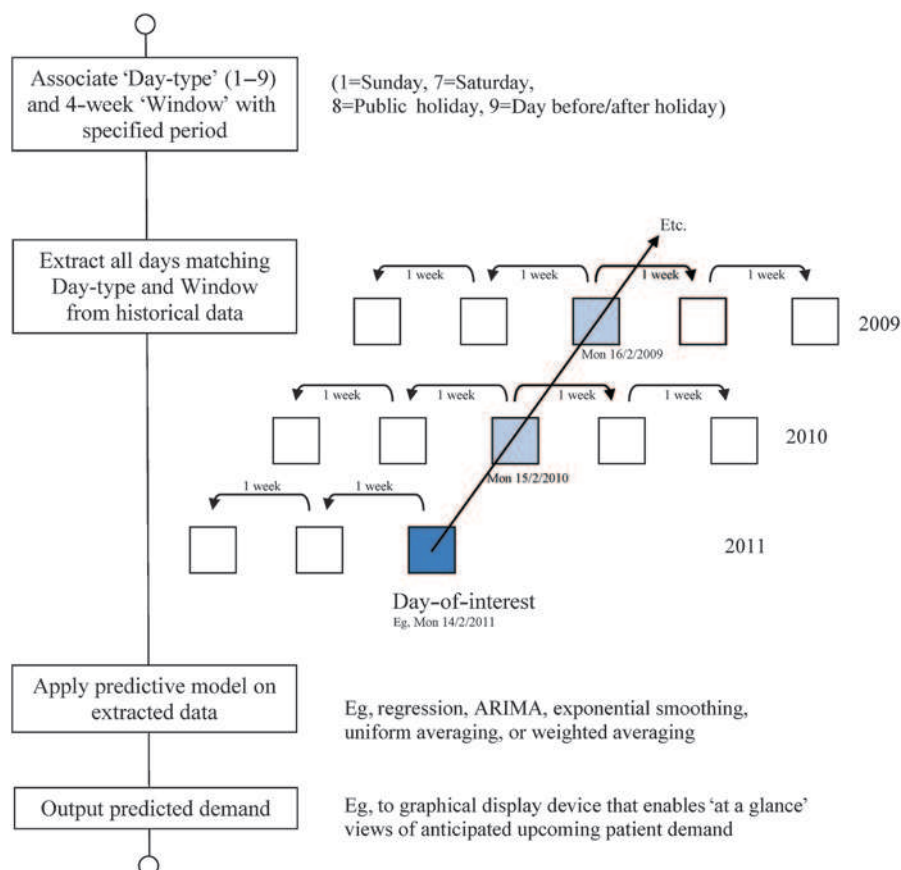 Associate ‘Day-type’ (1–9)
and 4-week ‘Window’ with
specified period
(1=Sunday, 7=Saturday,
8=Public holiday, 9=Day before/after holiday)
Extract all days matching
Day-type and Window
from historical data
Etc.
1 week
1 week
1 week
1 week
2009
Mon 16/2/2009
1 week
1 week
1 week
1 week
2010
Mon 15/2/2010
1 week
1 week
2011
Day-of-interest
Eg, Mon 14/2/2011
Apply predictive model on
extracted data
Eg, regression, ARIMA, exponential smoothing,
uniform averaging, or weighted averaging
Output predicted demand
Eg, to graphical display device that enables ‘at a glance’
views of anticipated upcoming patient demand